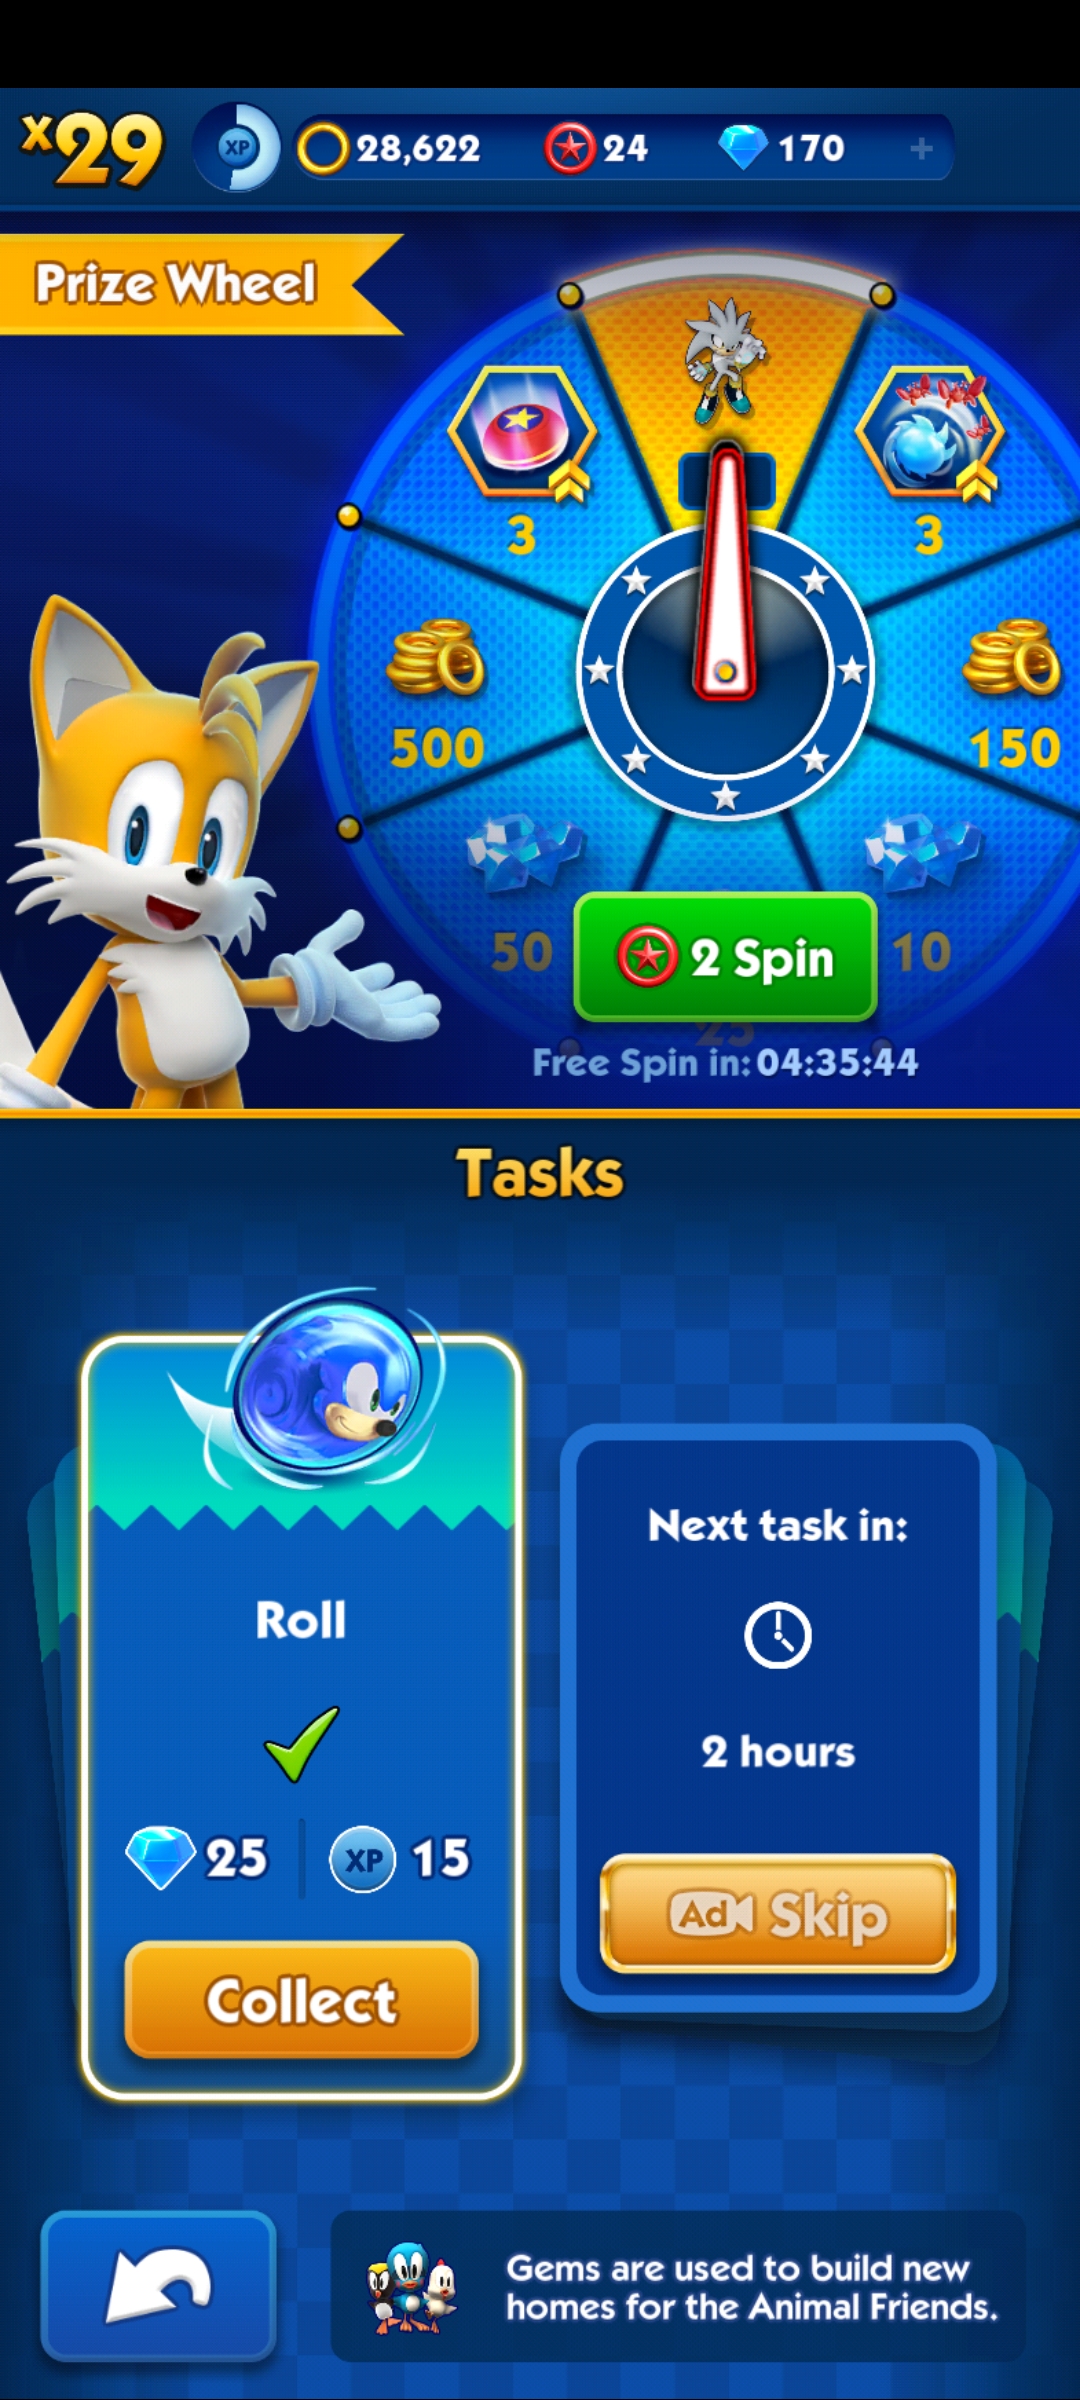 x29
XP
28,622
24
170
+
Prize Wheel
3
3
500
150
50
2 Spin
10
25
Free Spin in: 04:35:44
Tasks
Roll
25
XP
15
Collect
Next task in:
2 hours
Ad Skip
Gems are used to build new
homes for the Animal Friends.